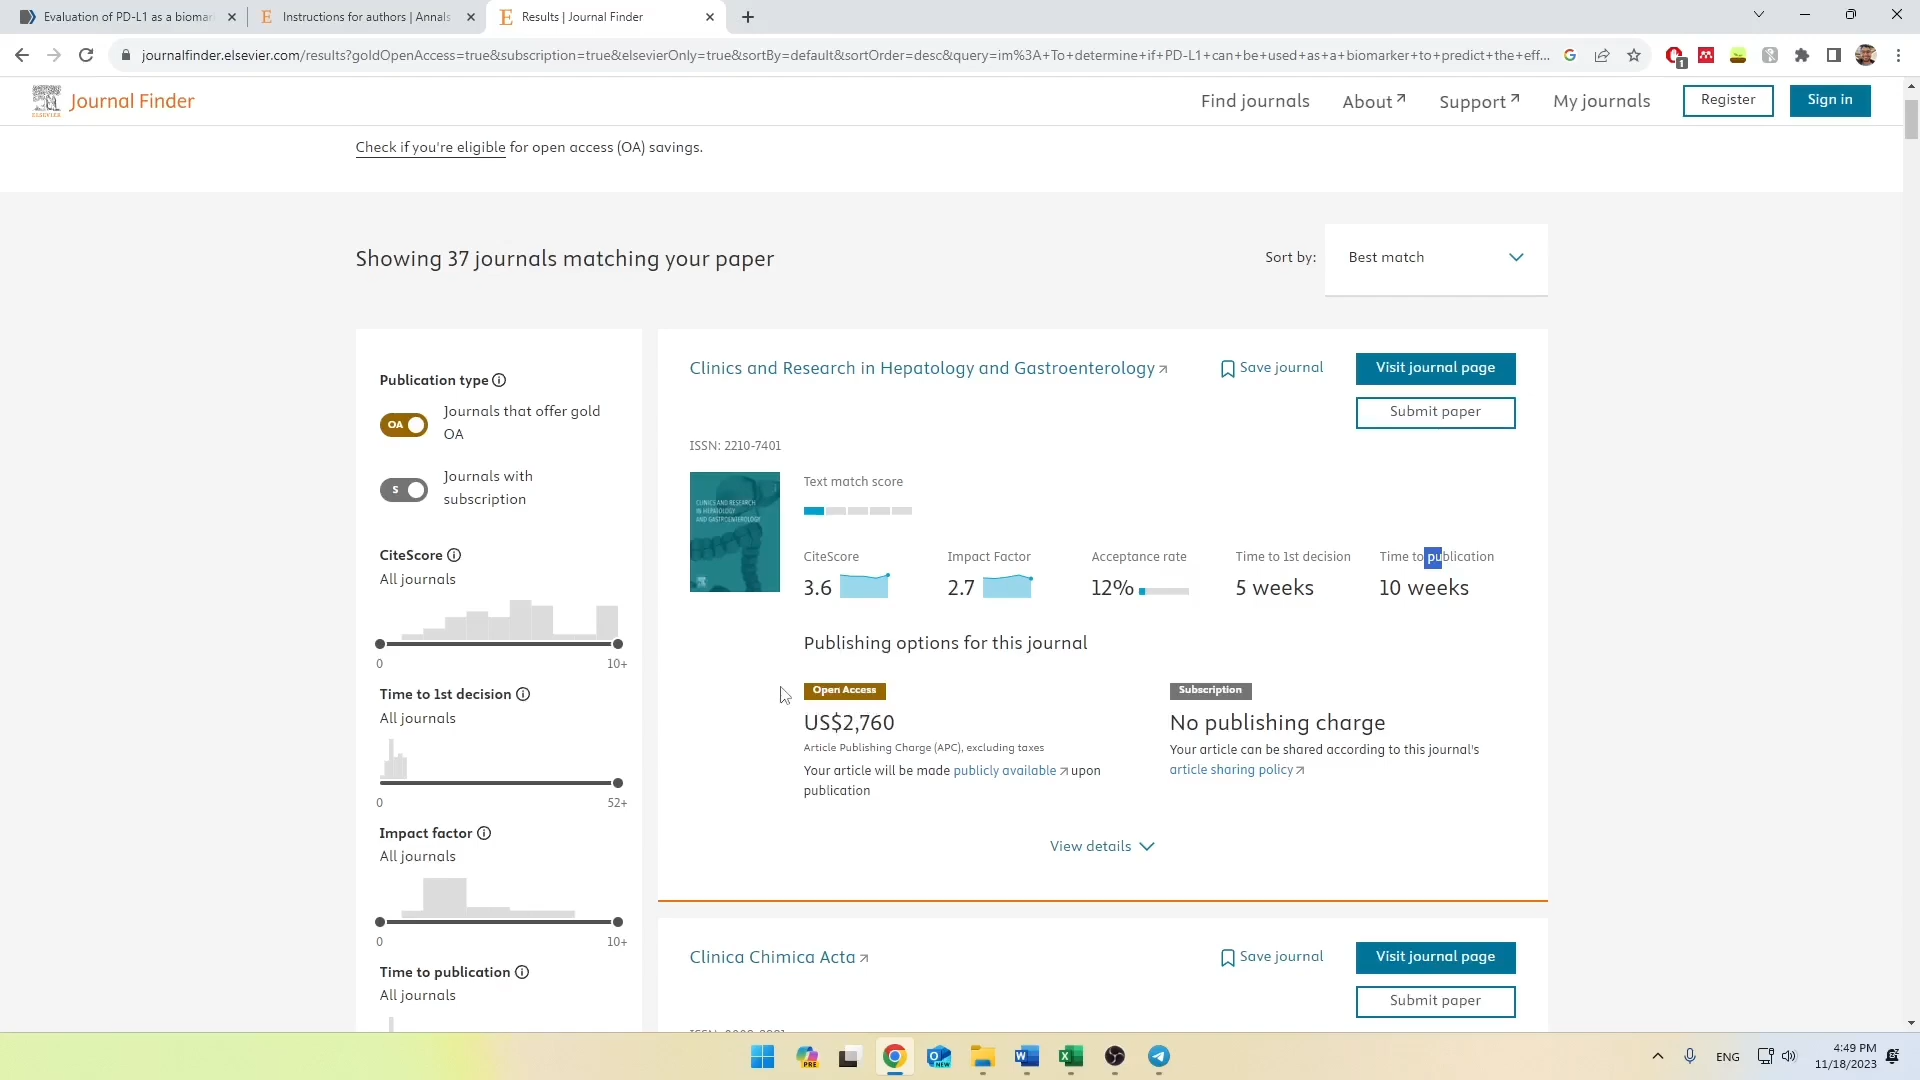 Evaluation of PD-L1 as a biomar
Instructions for authors | Annals
Results | Journal Finder
journalfinder.elsevier.com/results?goldOpenAccess=true&subscription=true&elsevierOnly=true&sortBy=default&sortOrder=desc&query=im%3A+To+determine+if+PD-L1+can+be+used+as+a+biomarker+to+predict+the+eff...
1
ELSEVIER
Journal Finder
Find journals
About
Support
My journals
Register
Sign in
Check if you're eligible for open access (OA) savings.
Showing 37 journals matching your paper
Sort by:
Best match
Publication type
OA
Journals that offer gold
OA
S
Journals with
subscription
CiteScore
All journals
0
10+
Time to 1st decision
All journals
0
52+
Impact factor
All journals
0
10+
Time to publication
All journals
Clinics and Research in Hepatology and Gastroenterology
Save journal
Visit journal page
Submit paper
ISSN: 2210-7401
CLINICS AND RESEARCH
IN HEPATOLOGY
AND GASTROENTEROLOGY
Text match score
CiteScore
3.6
Impact Factor
2.7
Acceptance rate
12%
Time to 1st decision
5 weeks
Time to publication
10 weeks
Publishing options for this journal
Open Access
US$2,760
Article Publishing Charge (APC), excluding taxes
Your article will be made publicly available upon
publication
Subscription
No publishing charge
Your article can be shared according to this journal's
article sharing policy
View details
Clinica Chimica Acta
Save journal
Visit journal page
Submit paper
PRE
NEW
ENG
4:49 PM
11/18/2023